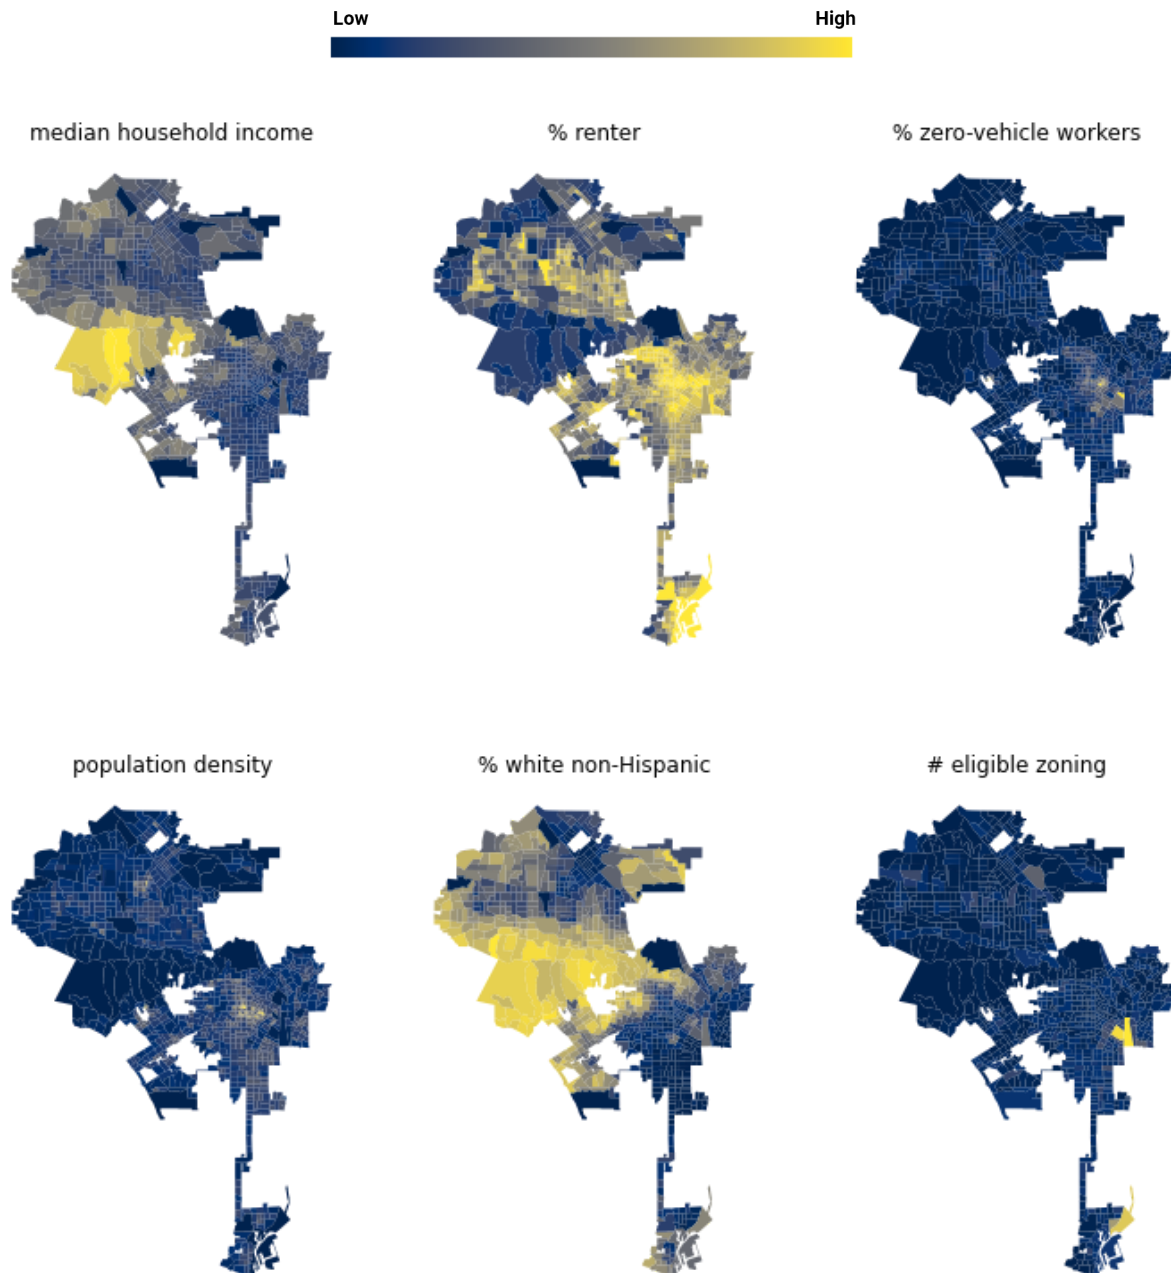 Low High
median household income % renter % zero-vehicle workers
population density % white non-Hispanic # eligible zoning